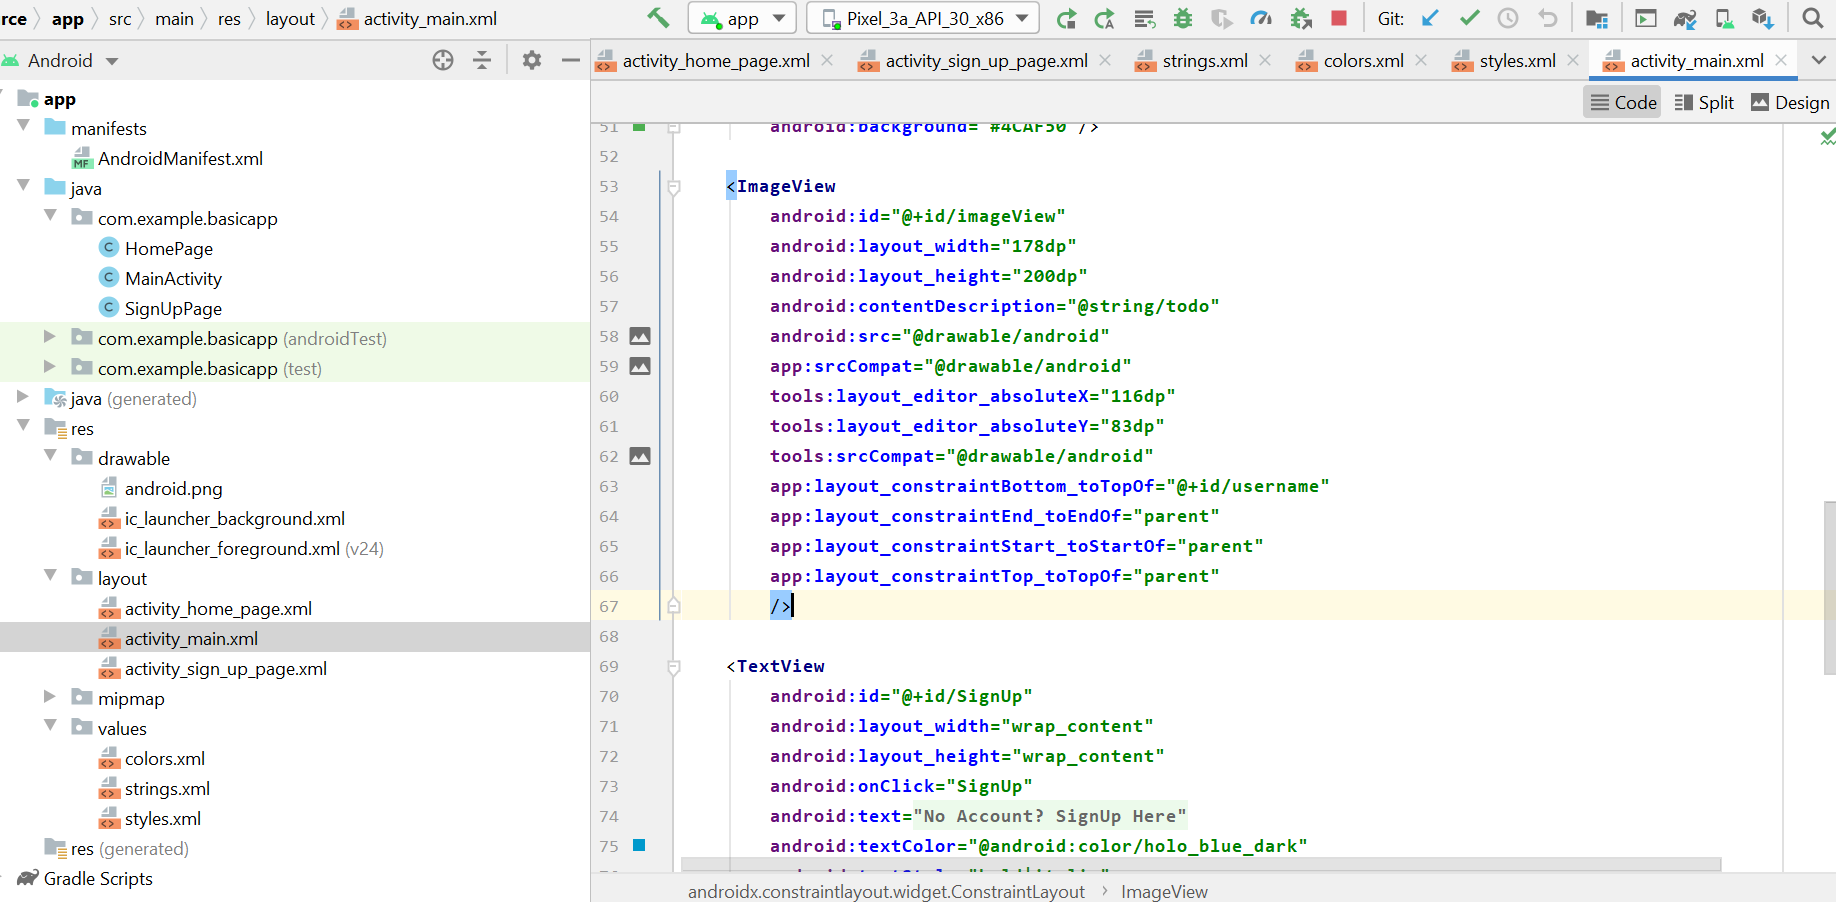 rce app src main res layout activity_main.xml app Pixel_3a_API_30_x86 Git:
Android
activity_home_page.xml activity_sign_up_page.xml strings.xml colors.xml styles.xml activity_main.xml
Code Split Design
app
manifests
MF AndroidManifest.xml
java
com.example.basicapp
C HomePage
C MainActivity
C SignUpPage
com.example.basicapp (androidTest)
com.example.basicapp (test)
java (generated)
res
drawable
android.png
ic_launcher_background.xml
ic_launcher_foreground.xml (v24)
layout
activity_home_page.xml
activity_main.xml
activity_sign_up_page.xml
mipmap
values
colors.xml
strings.xml
styles.xml
res (generated)
Gradle Scripts
51 android:background="#4CAF50" />
52
53 <ImageView
54 android:id="@+id/imageView"
55 android:layout_width="178dp"
56 android:layout_height="200dp"
57 android:contentDescription="@string/todo"
58 android:src="@drawable/android"
59 app:srcCompat="@drawable/android"
60 tools:layout_editor_absoluteX="116dp"
61 tools:layout_editor_absoluteY="83dp"
62 tools:srcCompat="@drawable/android"
63 app:layout_constraintBottom_toTopOf="@+id/username"
64 app:layout_constraintEnd_toEndOf="parent"
65 app:layout_constraintStart_toStartOf="parent"
66 app:layout_constraintTop_toTopOf="parent"
67 />
68
69 <TextView
70 android:id="@+id/SignUp"
71 android:layout_width="wrap_content"
72 android:layout_height="wrap_content"
73 android:onClick="SignUp"
74 android:text="No Account? SignUp Here"
75 android:textColor="@android:color/holo_blue_dark"
androidx.constraintlayout.widget.ConstraintLayout › ImageView